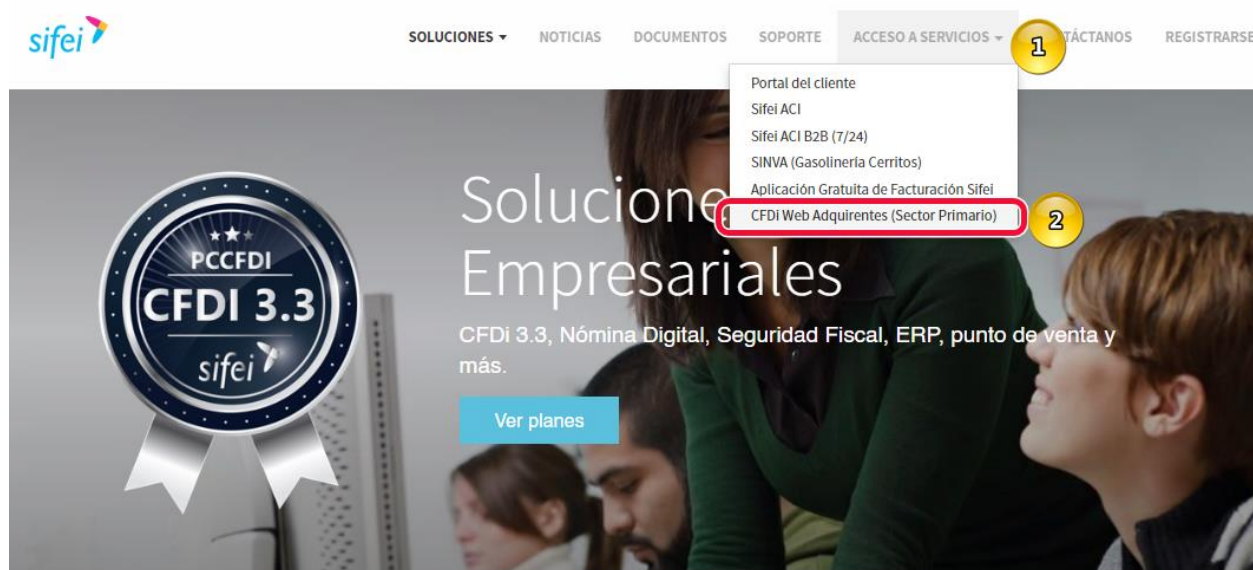 sifei
SOLUCIONES NOTICIAS DOCUMENTOS SOPORTE ACCESO A SERVICIOS 1 TÁCTANOS REGISTRARSE
Portal del cliente
Sifei ACI
Sifei ACI B2B (7/24)
SINVA (Gasolinería Cerritos)
Aplicación Gratuita de Facturación Sifei
CFDi Web Adquirentes (Sector Primario) 2
Solucione
Empresariales
CFDi 3.3, Nómina Digital, Seguridad Fiscal, ERP, punto de venta y
más.
Ver planes
PCCFDI
CFDI 3.3
sifei